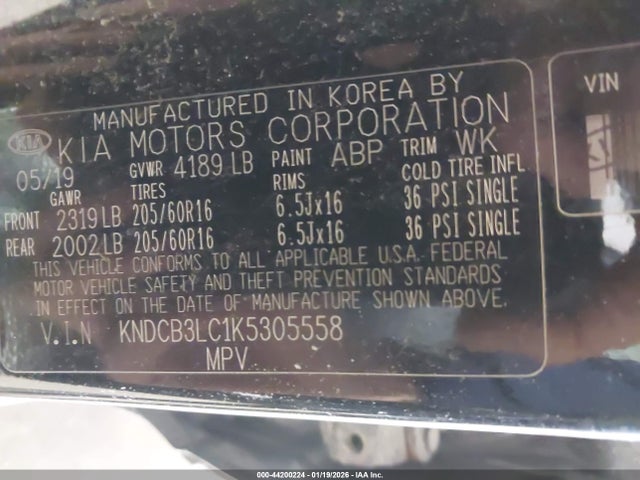 MANUFACTURED IN KOREA BY
KIA KIA MOTORS CORPORATION
05/19 GVWR 4189 LB PAINT ABP TRIM WK
GAWR TIRES RIMS COLD TIRE INFL
FRONT 2319 LB 205/60R16 6.5Jx16 36 PSI SINGLE
REAR 2002 LB 205/60R16 6.5Jx16 36 PSI SINGLE
THIS VEHICLE CONFORMS TO ALL APPLICABLE U.S.A. FEDERAL
MOTOR VEHICLE SAFETY AND THEFT PREVENTION STANDARDS
IN EFFECT ON THE DATE OF MANUFACTURE SHOWN ABOVE.
V.I.N KNDCB3LC1K5305558
MPV
VIN
000-44200224 - 01/19/2026 - IAA Inc.